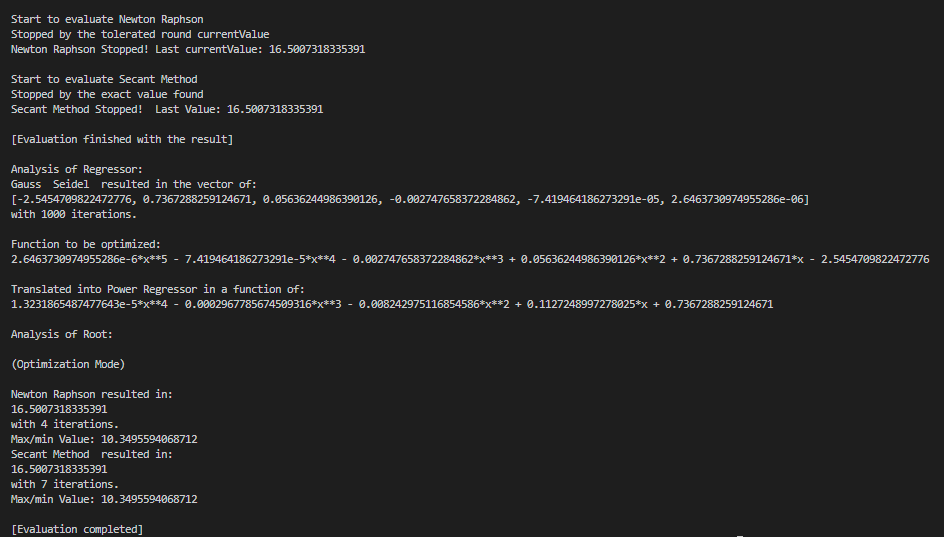 Start to evaluate Newton Raphson
Stopped by the tolerated round currentValue
Newton Raphson Stopped! Last currentValue: 16.5007318335391
Start to evaluate Secant Method
Stopped by the exact value found
Secant Method Stopped!  Last Value: 16.5007318335391
[Evaluation finished with the result]
Analysis of Regressor:
Gauss  Seidel  resulted in the vector of:
[-2.5454709822472776, 0.7367288259124671, 0.05636244986390126, -0.002747658372284862, -7.419464186273291e-05, 2.6463730974955286e-06]
with 1000 iterations.
Function to be optimized:
2.6463730974955286e-6*x**5 - 7.419464186273291e-5*x**4 - 0.002747658372284862*x**3 + 0.05636244986390126*x**2 + 0.7367288259124671*x - 2.5454709822472776
Translated into Power Regressor in a function of:
1.3231865487477643e-5*x**4 - 0.0002967785674509316*x**3 - 0.008242975116854586*x**2 + 0.1127248997278025*x + 0.7367288259124671
Analysis of Root:
(Optimization Mode)
Newton Raphson resulted in:
16.5007318335391
with 4 iterations.
Max/min Value: 10.3495594068712
Secant Method  resulted in:
16.5007318335391
with 7 iterations.
Max/min Value: 10.3495594068712
[Evaluation completed]